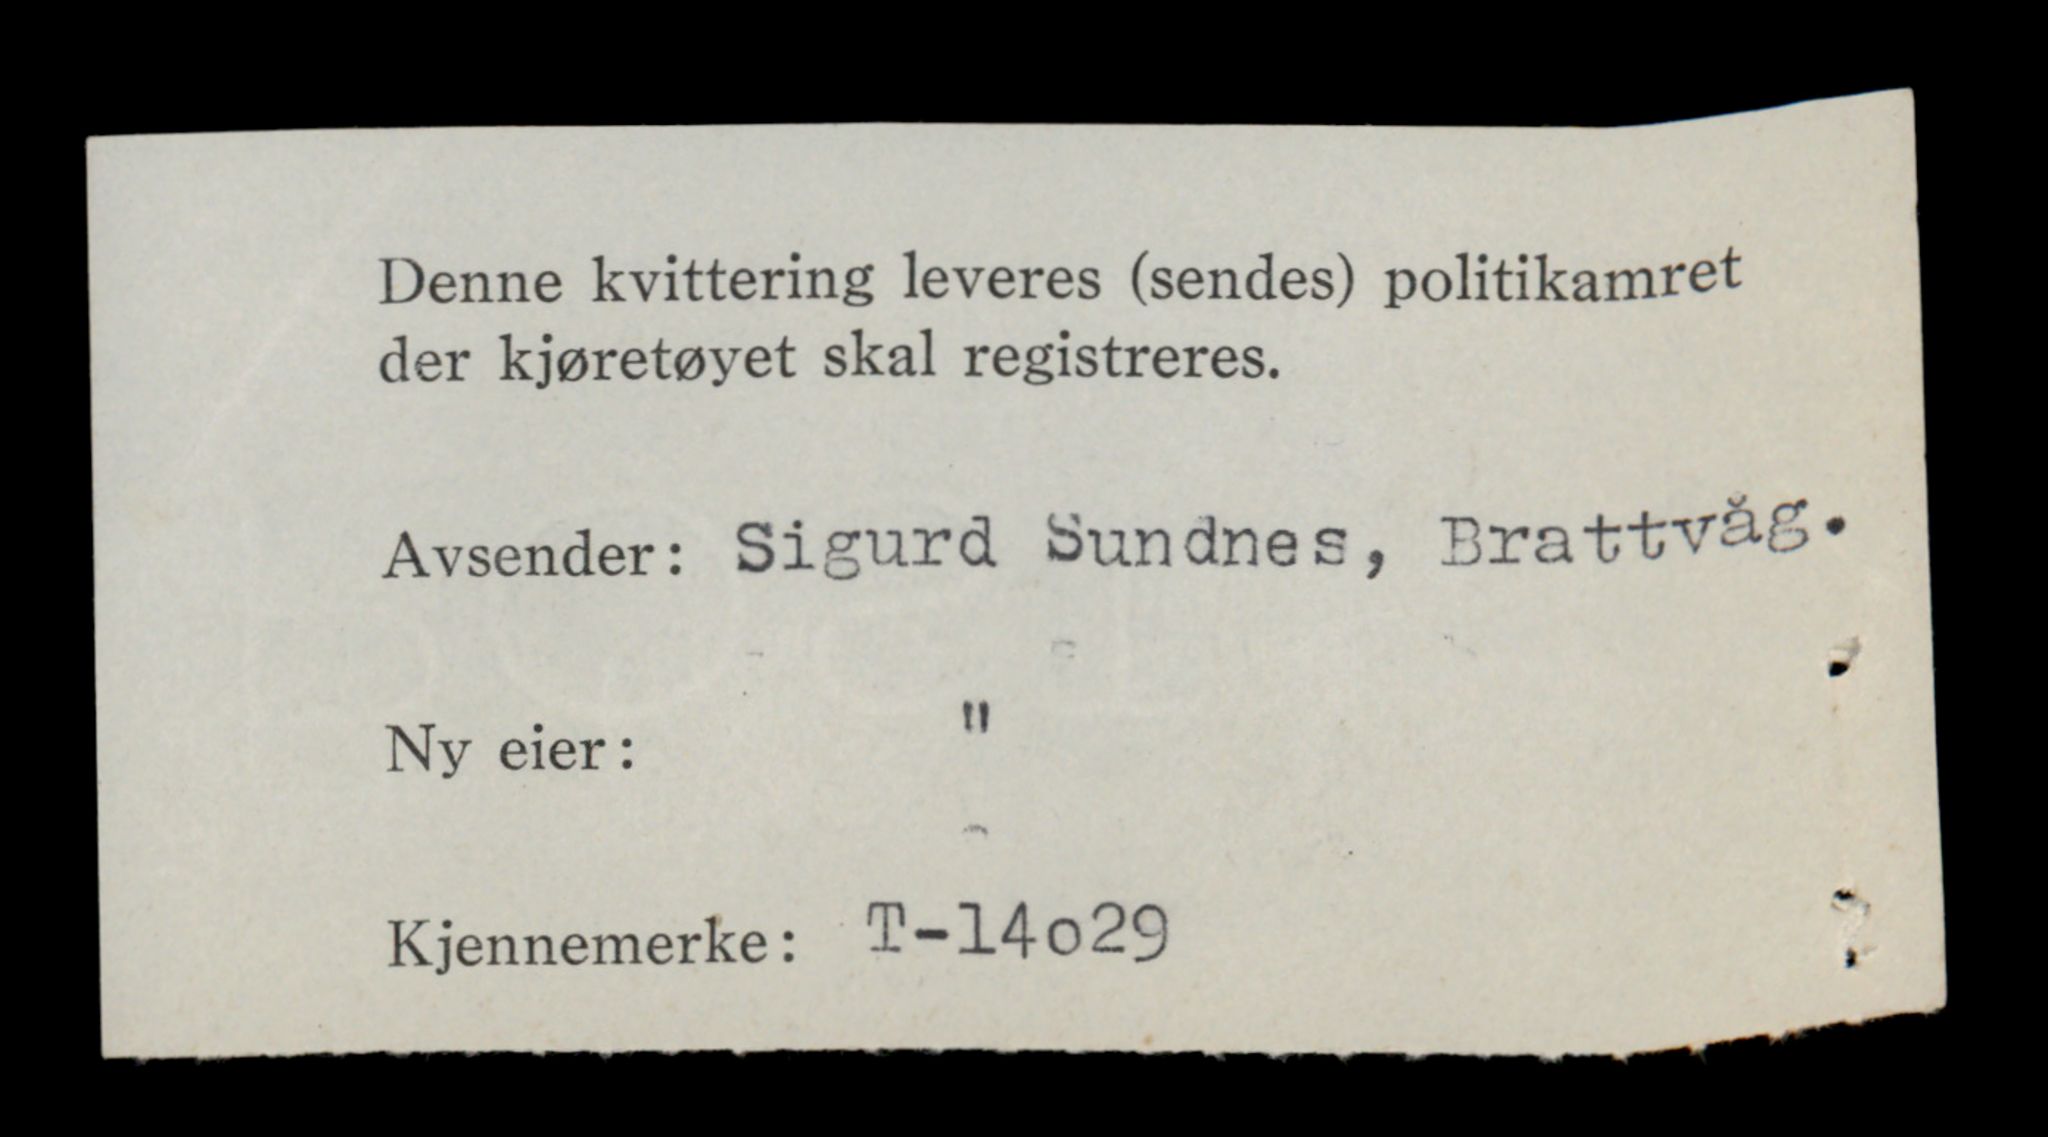 Denne kvittering leveres (sendes) politikamret
der kjøretøyet skal registreres.
Avsender: Sigurd Sundnes, Brattvåg.
Ny eier: "
Kjennemerke: T-14o29